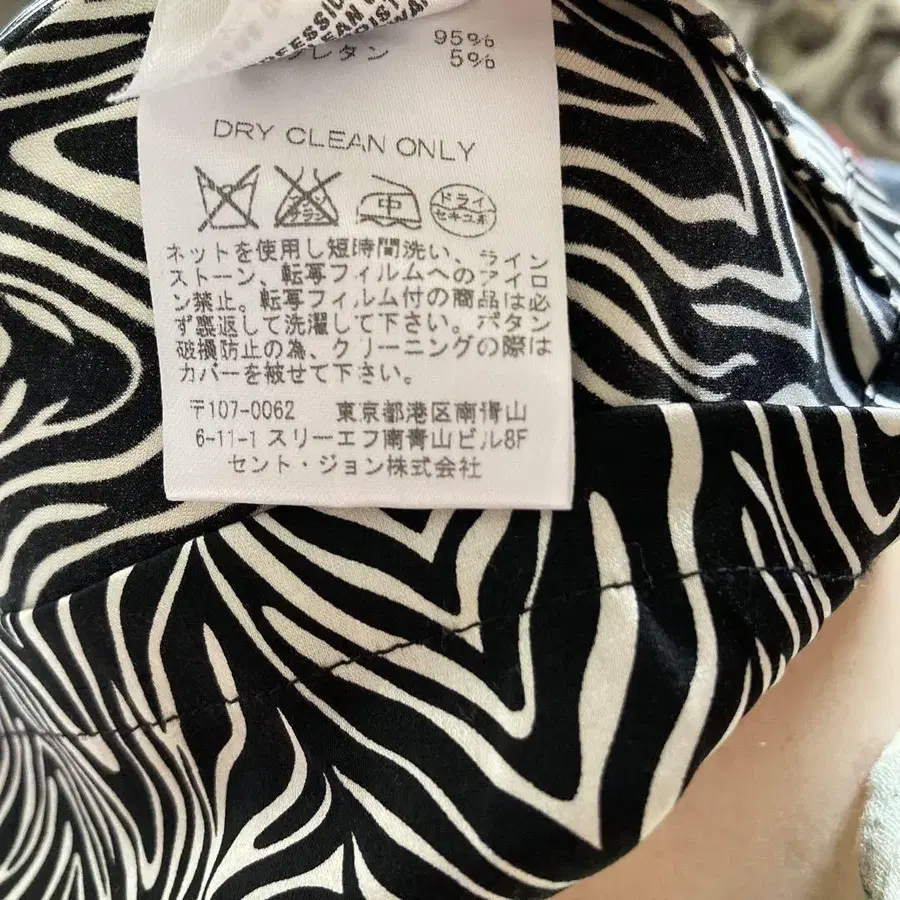 95%
レタン 5%
DRY CLEAN ONLY
中
ドライ
セキユ系
ネットを使用し短時間洗い、ライン
ストーン、転写フィルムへのアイロ
ン禁止。転写フィルム付の商品は必
ず裏返して洗濯して下さい。ボタン
破損防止の為、クリーニングの際は
カバーを被せて下さい。
〒107-0062 東京都港区南青山
6-11-1 スリーエフ南青山ビル8F
セント・ジョン株式会社